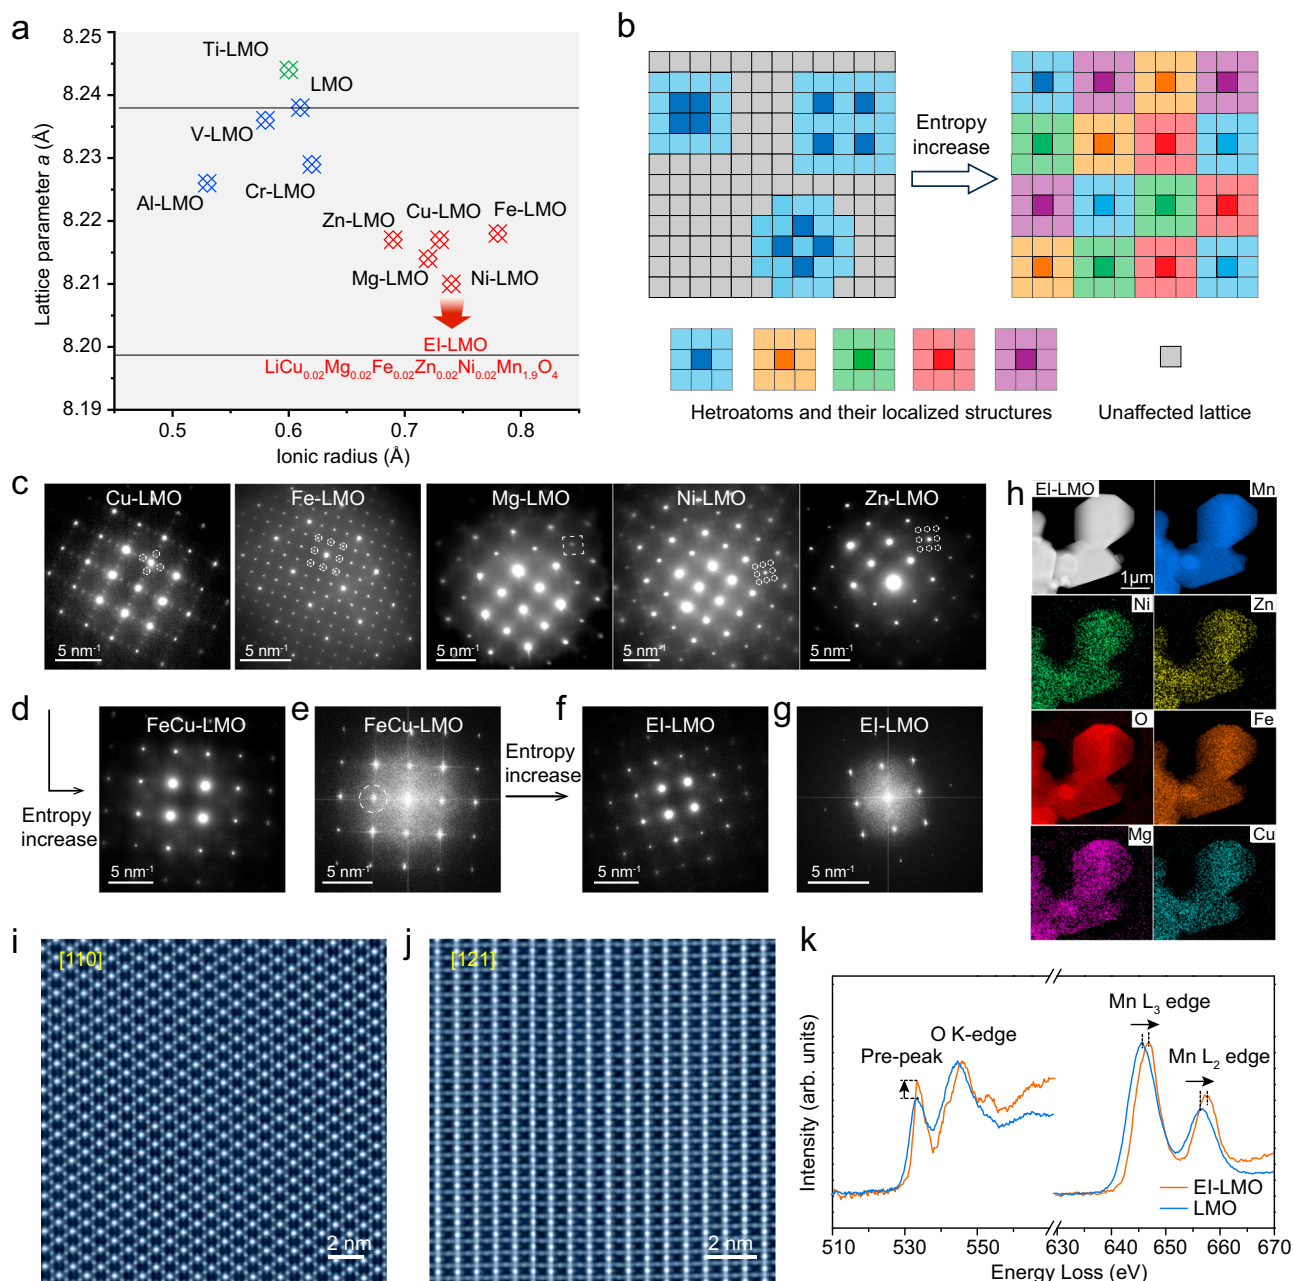 a
8.25
8.24
8.23
8.22
8.21
8.20
8.19
Lattice parameter a (Å)
Ti-LMO
LMO
V-LMO
Al-LMO
Cr-LMO
Zn-LMO
Cu-LMO
Fe-LMO
Mg-LMO
Ni-LMO
EI-LMO
LiCu0.02Mg0.02Fe0.02Zn0.02Ni0.02Mn1.9O4
0.5 0.6 0.7 0.8
Ionic radius (Å)
b
Entropy
increase
Hetroatoms and their localized structures
Unaffected lattice
c
Cu-LMO
5 nm-1
Fe-LMO
5 nm-1
Mg-LMO
5 nm-1
Ni-LMO
5 nm-1
Zn-LMO
5 nm-1
d
Entropy
increase
FeCu-LMO
5 nm-1
e
FeCu-LMO
5 nm-1
Entropy
increase
f
EI-LMO
5 nm-1
g
EI-LMO
5 nm-1
h
EI-LMO
1μm
Mn
Ni
Zn
O
Fe
Mg
Cu
i
[110]
2 nm
j
[121]
2 nm
k
Intensity (arb. units)
Pre-peak
O K-edge
Mn L3 edge
Mn L2 edge
EI-LMO
LMO
510 530 550 630 640 650 660 670
Energy Loss (eV)